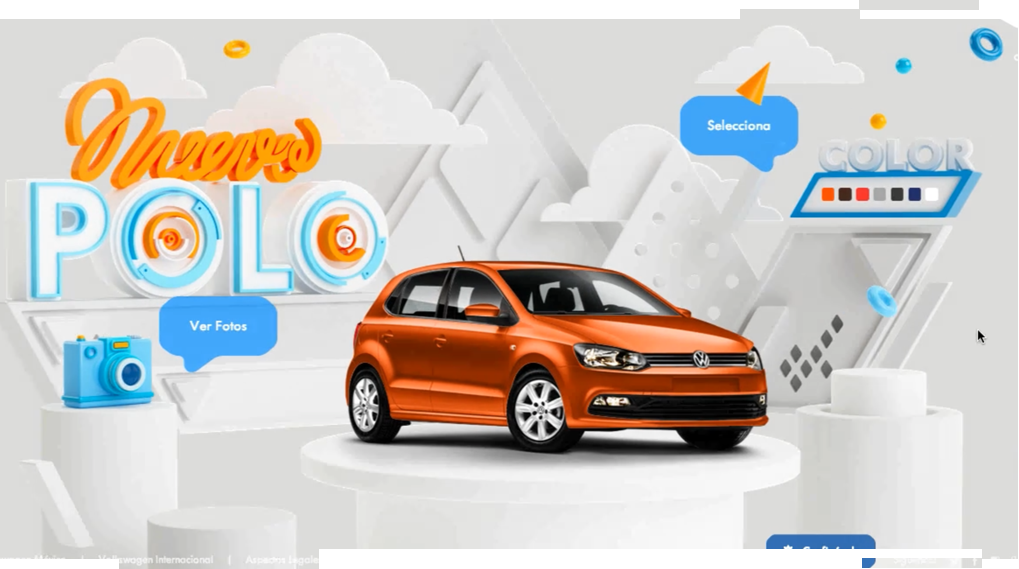 Nuevo
POLO
Selecciona
COLOR
Ver Fotos
Volkswagen Internacional | Aspectos Legales